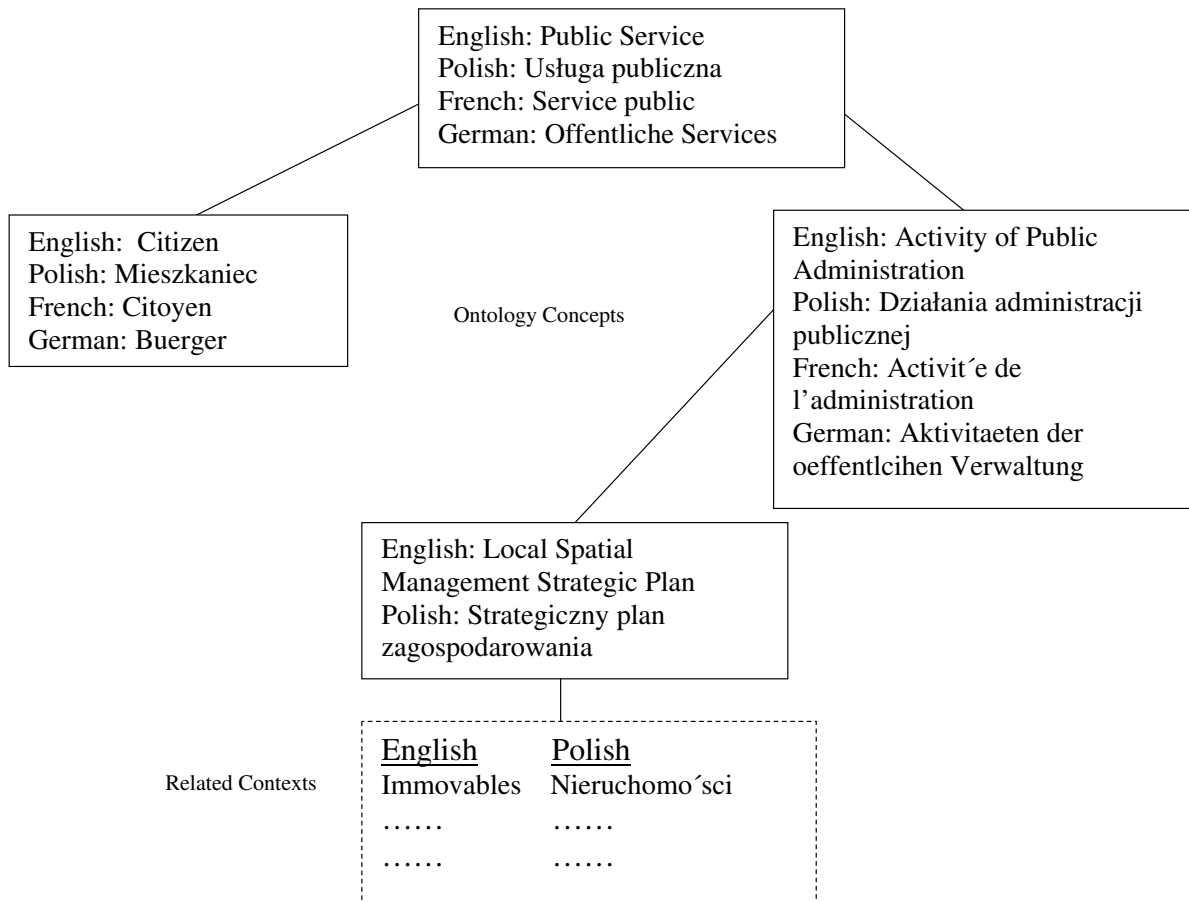 English: Public Service
Polish: Usługa publiczna
French: Service public
German: Offentliche Services
English:  Citizen
Polish: Mieszkaniec
French: Citoyen
German: Buerger
English: Activity of Public
Administration
Polish: Działania administracji
publicznej
French: Activit´e de
l’administration
German: Aktivitaeten der
oeffentlcihen Verwaltung
Ontology Concepts
English: Local Spatial
Management Strategic Plan
Polish: Strategiczny plan
zagospodarowania
Related Contexts
English Polish
Immovables Nieruchomo´sci
…… ……
…… ……